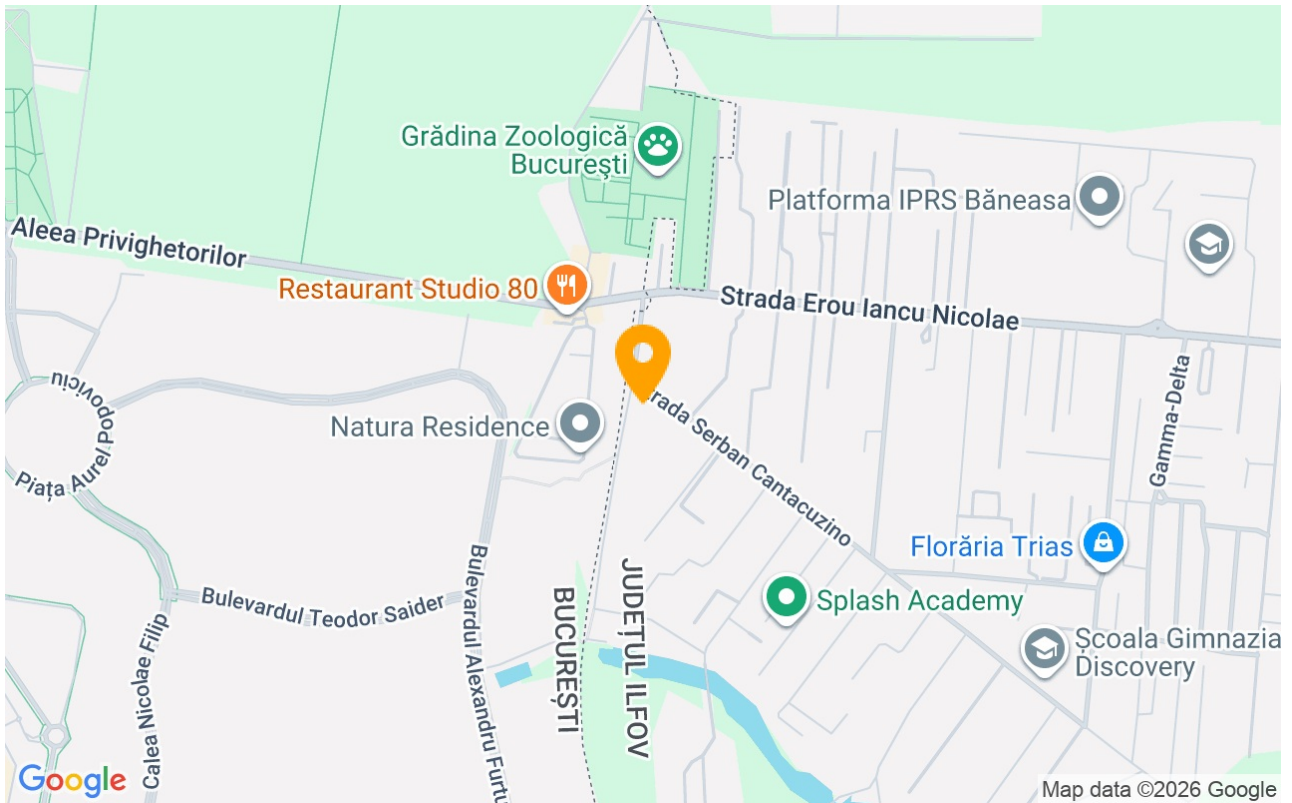 Grădina Zoologică
București
Platforma IPRS Băneasa
Aleea Privighetorilor
Restaurant Studio 80
Strada Erou Iancu Nicolae
Piața Aurel Popoviciu
Natura Residence
Strada Serban Cantacuzino
Gamma-Delta
Florăria Trias
Splash Academy
Bulevardul Teodor Saider
Calea Nicolae Filip
Bulevardul Alexandru Furtu
BUCUREȘTI
JUDEȚUL ILFOV
Școala Gimnazia
Discovery
Google
Map data ©2026 Google